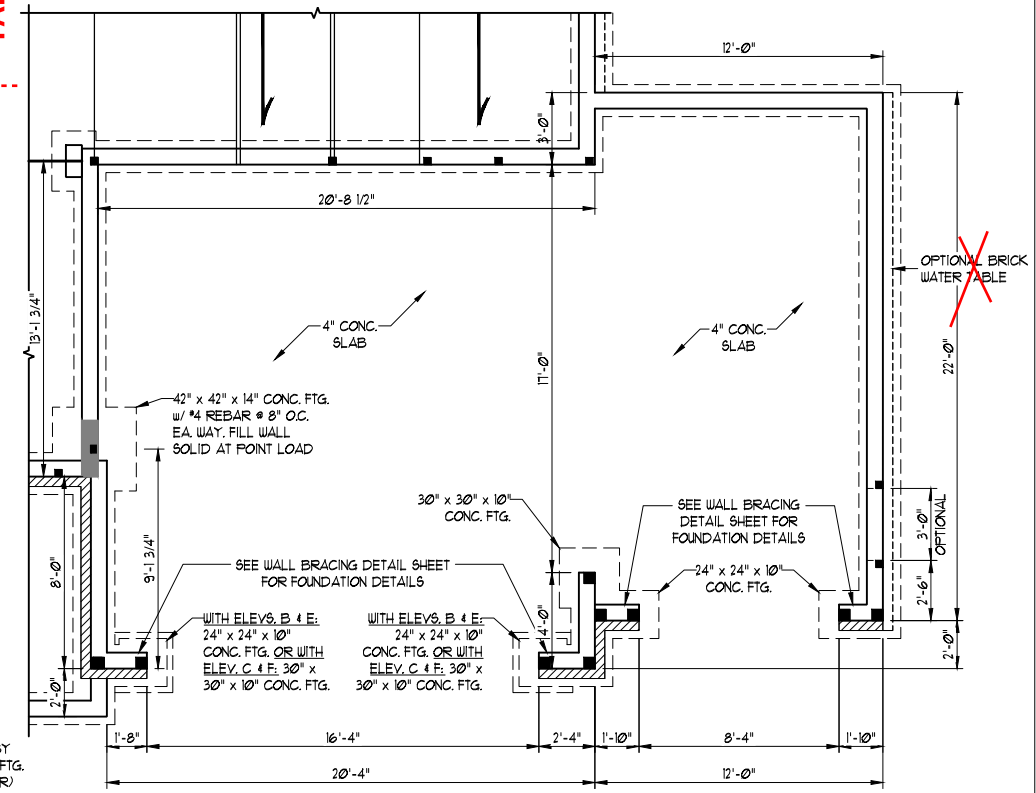 12'-0"
3'-0"
20'-8 1/2"
OPTIONAL BRICK
WATER TABLE
13'-1 3/4"
4" CONC.
SLAB
4" CONC.
SLAB
17'-0"
22'-0"
42" x 42" x 14" CONC. FTG.
w/ #4 REBAR @ 8" O.C.
EA. WAY. FILL WALL
SOLID AT POINT LOAD
30" x 30" x 10"
CONC. FTG.
SEE WALL BRACING
DETAIL SHEET FOR
FOUNDATION DETAILS
3'-0"
OPTIONAL
9'-1 3/4"
8'-0"
SEE WALL BRACING DETAIL SHEET
FOR FOUNDATION DETAILS
24" x 24" x 10"
CONC. FTG.
2'-6"
4'-0"
WITH ELEVS. B & E:
24" x 24" x 10"
CONC. FTG. OR WITH
ELEV. C & F: 30" x
30" x 10" CONC. FTG.
WITH ELEVS. B & E:
24" x 24" x 10"
CONC. FTG. OR WITH
ELEV. C & F: 30" x
30" x 10" CONC. FTG.
2'-0"
2'-0"
1'-8"
16'-4"
2'-4"
1'-10"
8'-4"
1'-10"
FTG.
R)
20'-4"
12'-0"